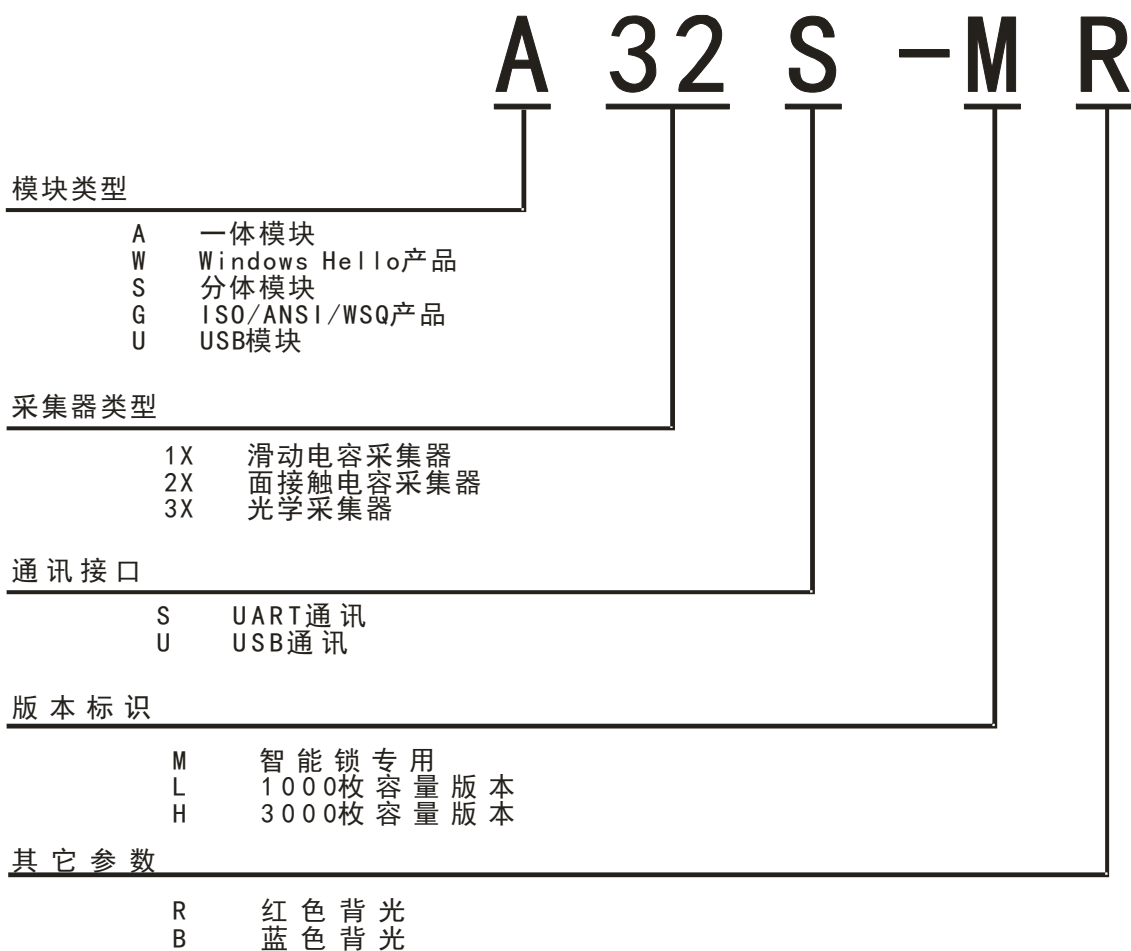 A 32 S -M R
模块类型
A 一体模块
W Windows Hello产品
S 分体模块
G ISO/ANSI/WSQ产品
U USB模块
采集器类型
1X 滑动电容采集器
2X 面接触电容采集器
3X 光学采集器
通讯接口
S UART通讯
U USB通讯
版本标识
M 智能锁专用
L 1000枚容量版本
H 3000枚容量版本
其它参数
R 红色背光
B 蓝色背光